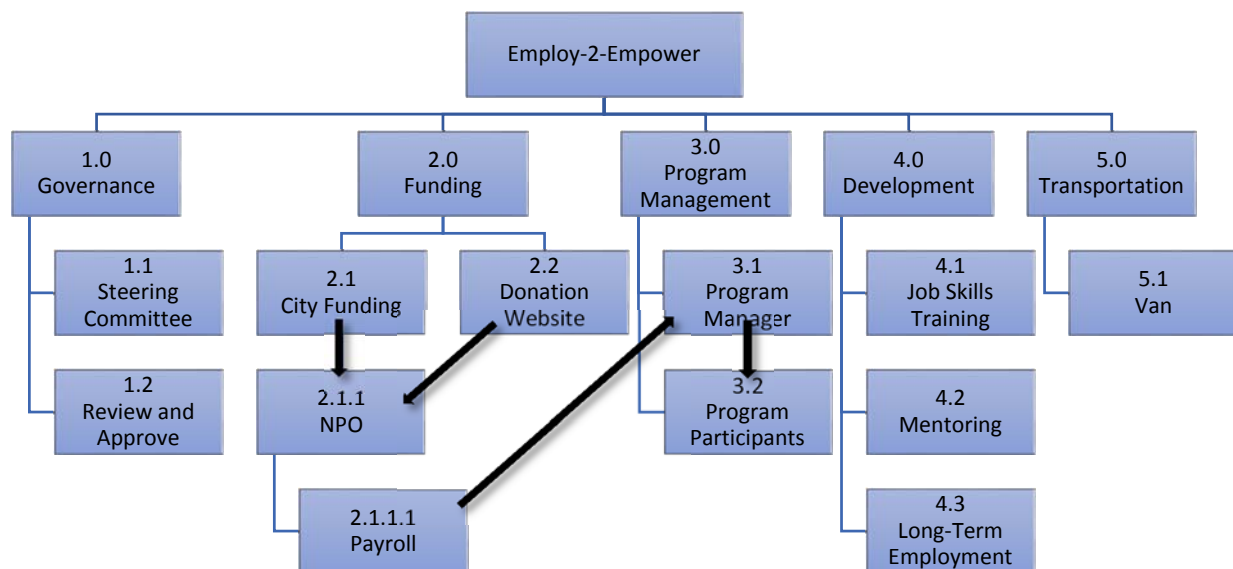 Employ-2-Empower
1.0
Governance
2.0
Funding
3.0
Program
Management
4.0
Development
5.0
Transportation
1.1
Steering
Committee
2.1
City Funding
2.2
Donation
Website
3.1
Program
Manager
4.1
Job Skills
Training
5.1
Van
1.2
Review and
Approve
2.1.1
NPO
3.2
Program
Participants
4.2
Mentoring
2.1.1.1
Payroll
4.3
Long-Term
Employment